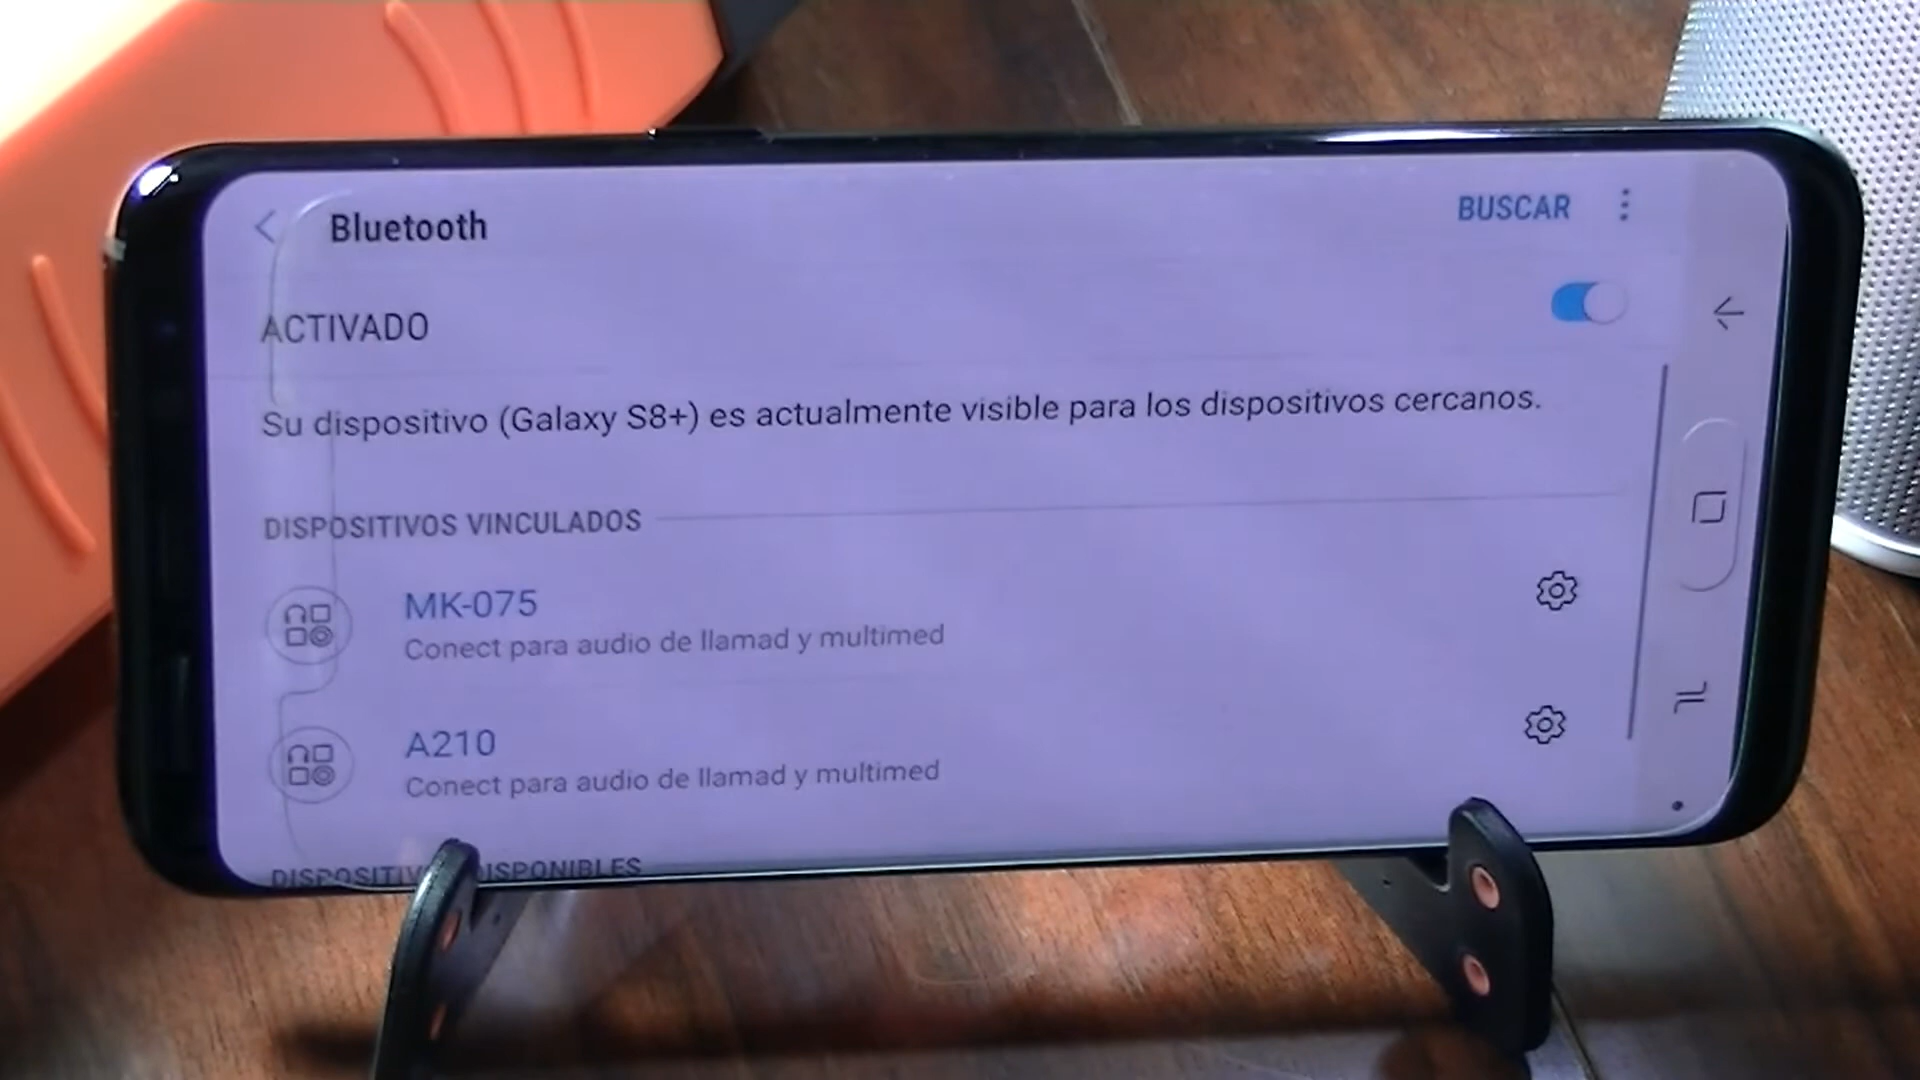 Bluetooth
BUSCAR
ACTIVADO
Su dispositivo (Galaxy S8+) es actualmente visible para los dispositivos cercanos.
DISPOSITIVOS VINCULADOS
MK-075
Conect para audio de llamad y multimed
A210
Conect para audio de llamad y multimed